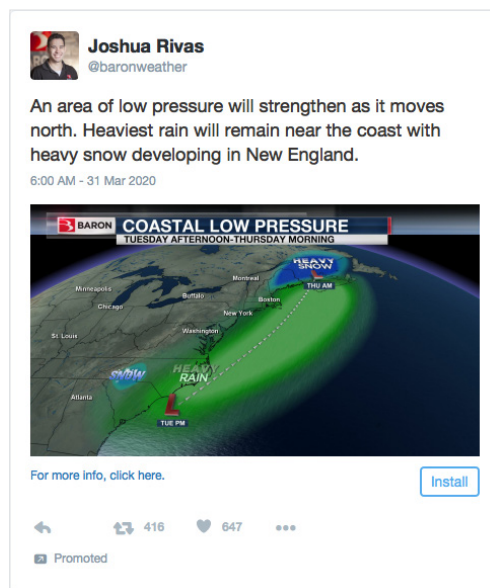 Joshua Rivas
@baronweather
An area of low pressure will strengthen as it moves
north. Heaviest rain will remain near the coast with
heavy snow developing in New England.
6:00 AM - 31 Mar 2020
BARON COASTAL LOW PRESSURE
TUESDAY AFTERNOON-THURSDAY MORNING
HEAVY
SNOW
THU AM
Montreal
Minneapolis
Buffalo
Boston
Chicago
New York
Washington
St. Louis
SNOW
HEAVY
RAIN
Atlanta
L
TUE PM
For more info, click here.
Install
416 647
Promoted